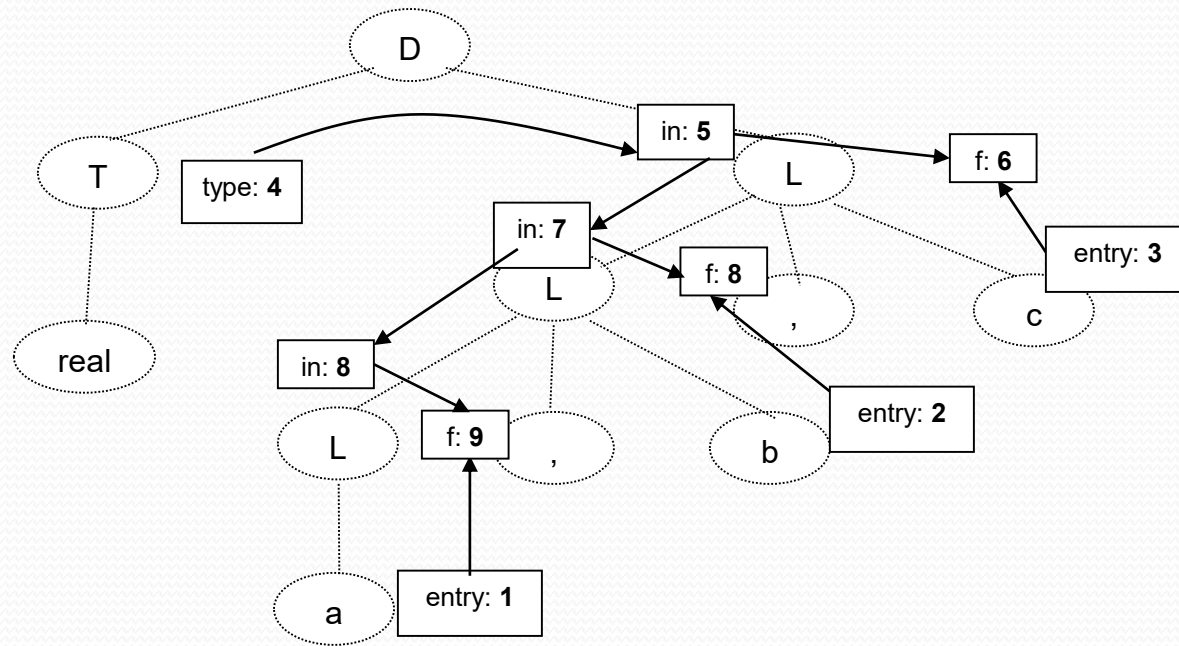 D
in: 5
f: 6
T
type: 4
L
in: 7
f: 8
entry: 3
L
,
c
real
in: 8
entry: 2
L
f: 9
,
b
a
entry: 1